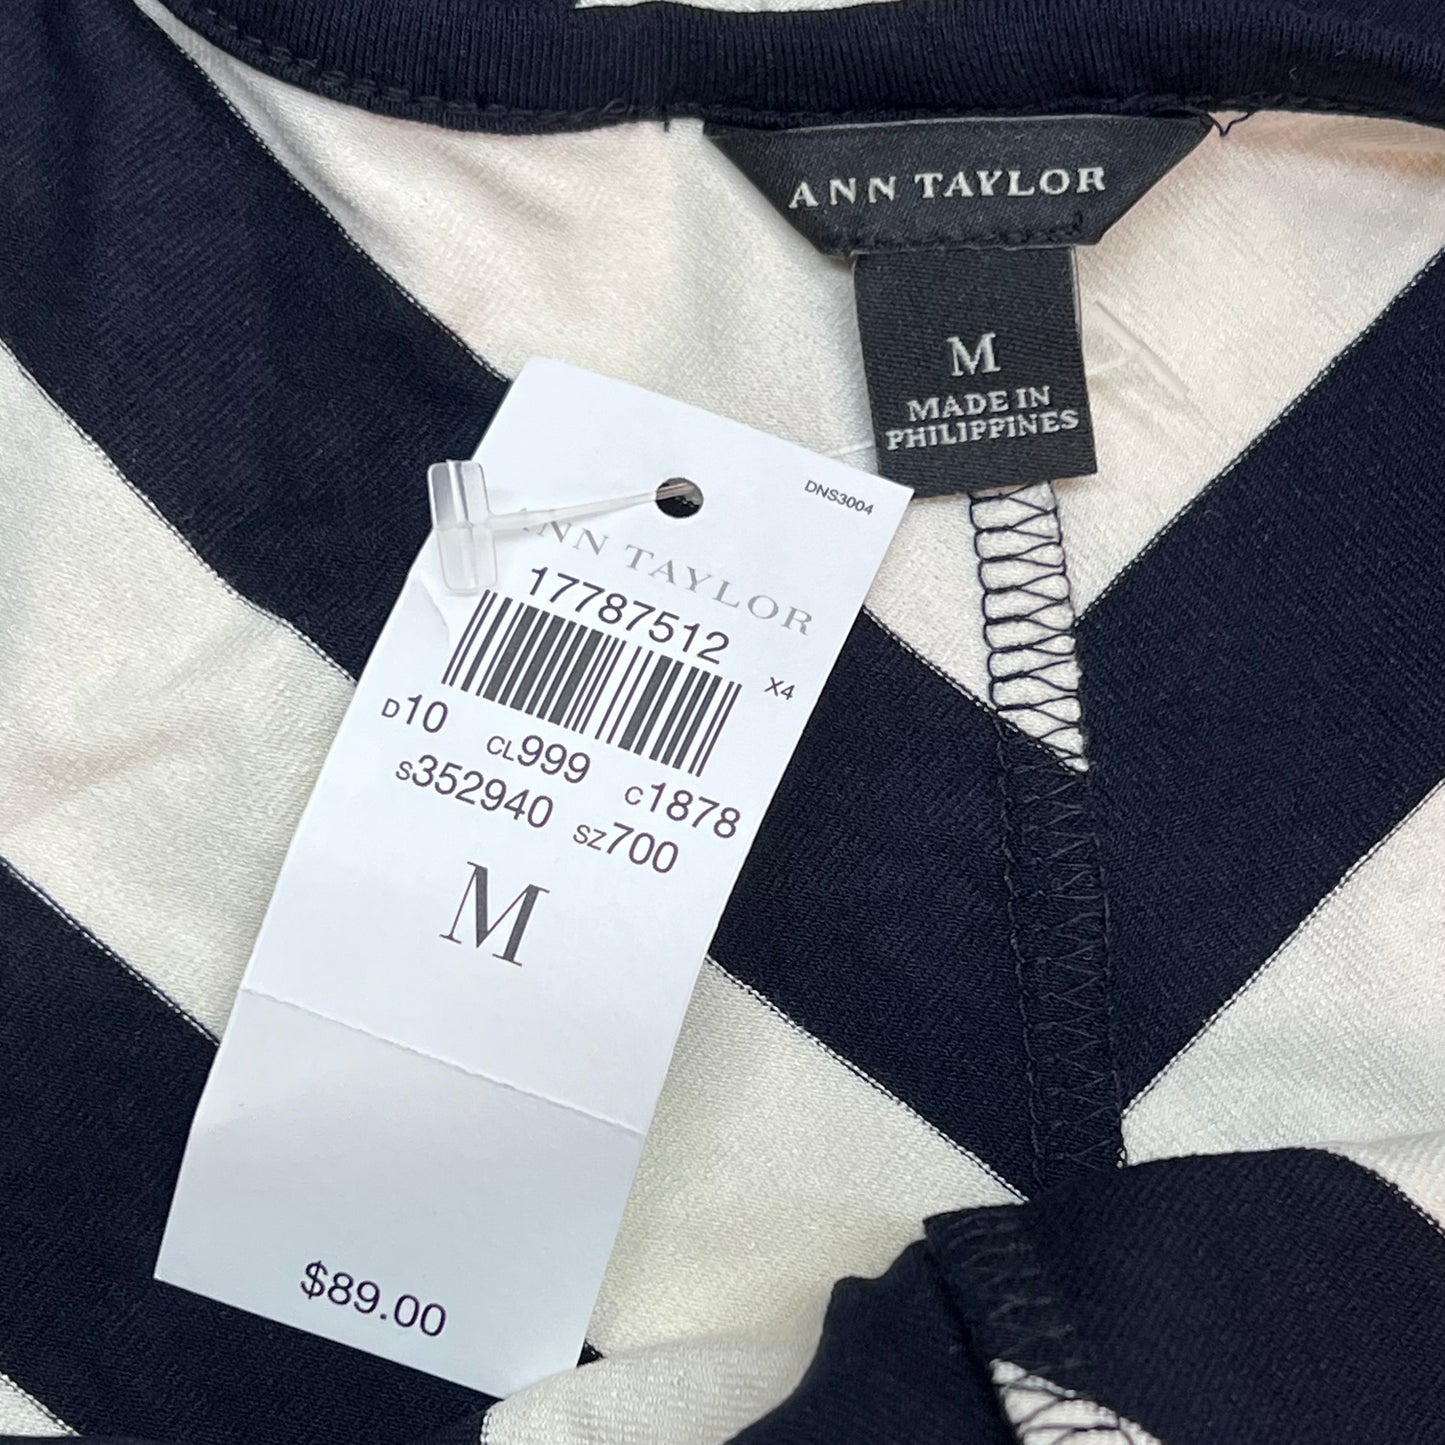 ANN TAYLOR
M
MADE IN
PHILIPPINES
DNS3004
ANN TAYLOR
17787512
X4
D10 CL999 C1878
S352940 SZ700
M
$89.00